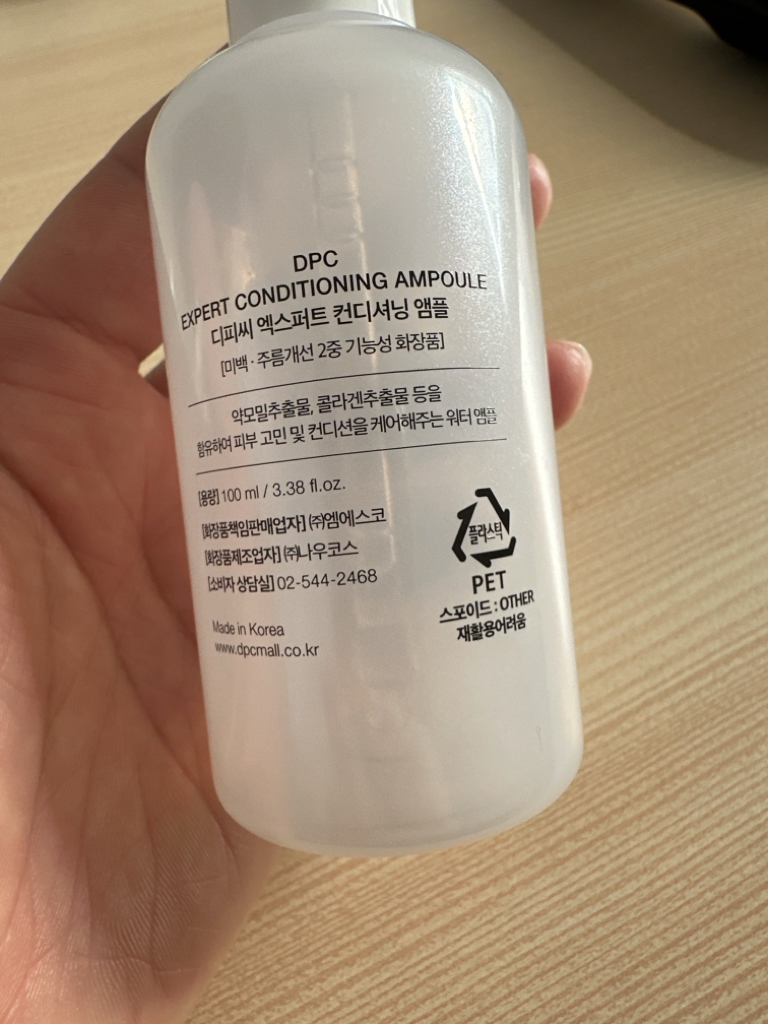 DPC
EXPERT CONDITIONING AMPOULE
디피씨 엑스퍼트 컨디셔닝 앰플
[미백 · 주름개선 2중 기능성 화장품]
약모밀추출물, 콜라겐추출물 등을
함유하여 피부 고민 및 컨디션을 케어해주는 워터 앰플
[용량] 100 ml / 3.38 fl.oz.
[화장품책임판매업자] ㈜엠에스코
[화장품제조업자] ㈜나우코스
[소비자 상담실] 02-544-2468
Made in Korea
www.dpcmall.co.kr
플라스틱
PET
스포이드 : OTHER
재활용어려움